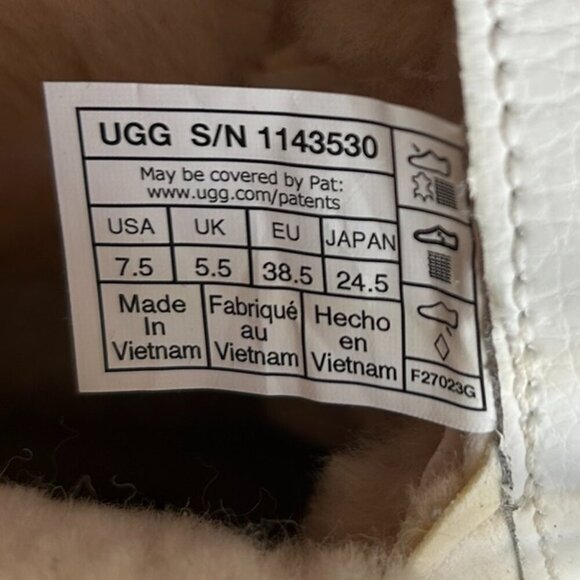 UGG S/N 1143530
May be covered by Pat:
www.ugg.com/patents
USA UK EU JAPAN
7.5 5.5 38.5 24.5
Made In Vietnam
Fabriqué au Vietnam
Hecho en Vietnam
F27023G